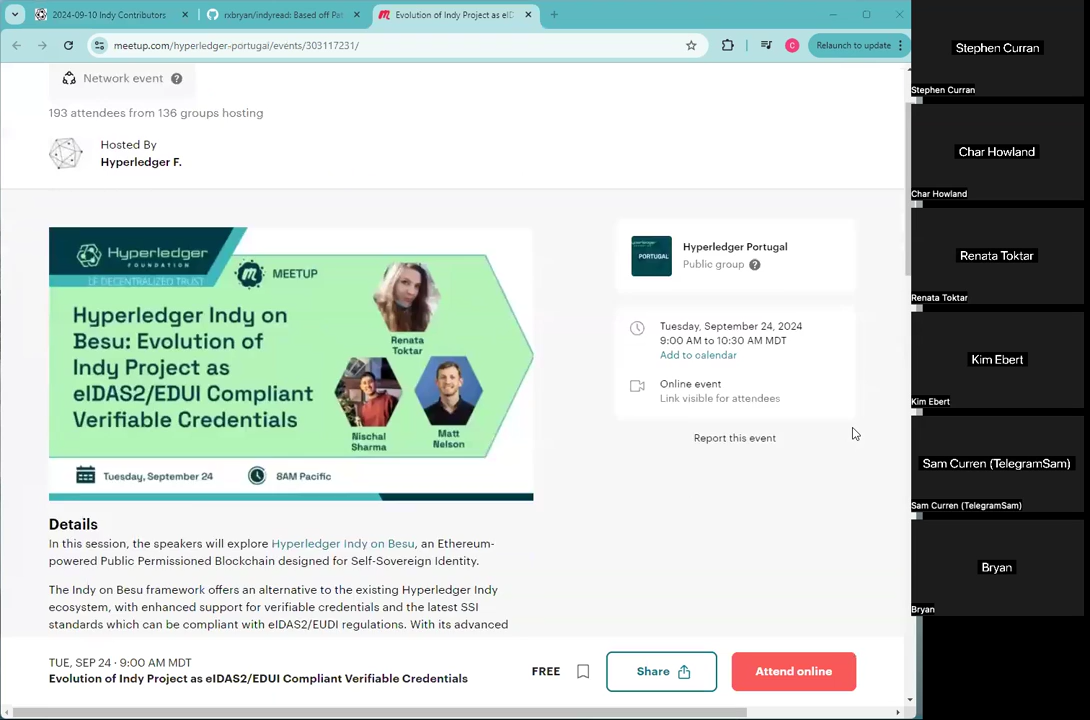 2024-09-10 Indy Contributors
rxbryan/indyread: Based off Pat
Evolution of Indy Project as eID
meetup.com/hyperledger-portugal/events/303117231/
C
Relaunch to update
Network event
193 attendees from 136 groups hosting
Hosted By
Hyperledger F.
Hyperledger
FOUNDATION
LF DECENTRALIZED TRUST
MEETUP
Hyperledger Indy on
Besu: Evolution of
Indy Project as
eIDAS2/EDUI Compliant
Verifiable Credentials
Renata
Toktar
Nischal
Sharma
Matt
Nelson
Tuesday, September 24
8AM Pacific
PORTUGAL
Hyperledger Portugal
Public group
Tuesday, September 24, 2024
9:00 AM to 10:30 AM MDT
Add to calendar
Online event
Link visible for attendees
Report this event
Details
In this session, the speakers will explore Hyperledger Indy on Besu, an Ethereum-
powered Public Permissioned Blockchain designed for Self-Sovereign Identity.
The Indy on Besu framework offers an alternative to the existing Hyperledger Indy
ecosystem, with enhanced support for verifiable credentials and the latest SSI
standards which can be compliant with eIDAS2/EUDI regulations. With its advanced
TUE, SEP 24 · 9:00 AM MDT
Evolution of Indy Project as eIDAS2/EDUI Compliant Verifiable Credentials
FREE
Share
Attend online
Stephen Curran
Stephen Curran
Char Howland
Char Howland
Renata Toktar
Renata Toktar
Kim Ebert
Kim Ebert
Sam Curren (TelegramSam)
Sam Curren (TelegramSam)
Bryan
Bryan